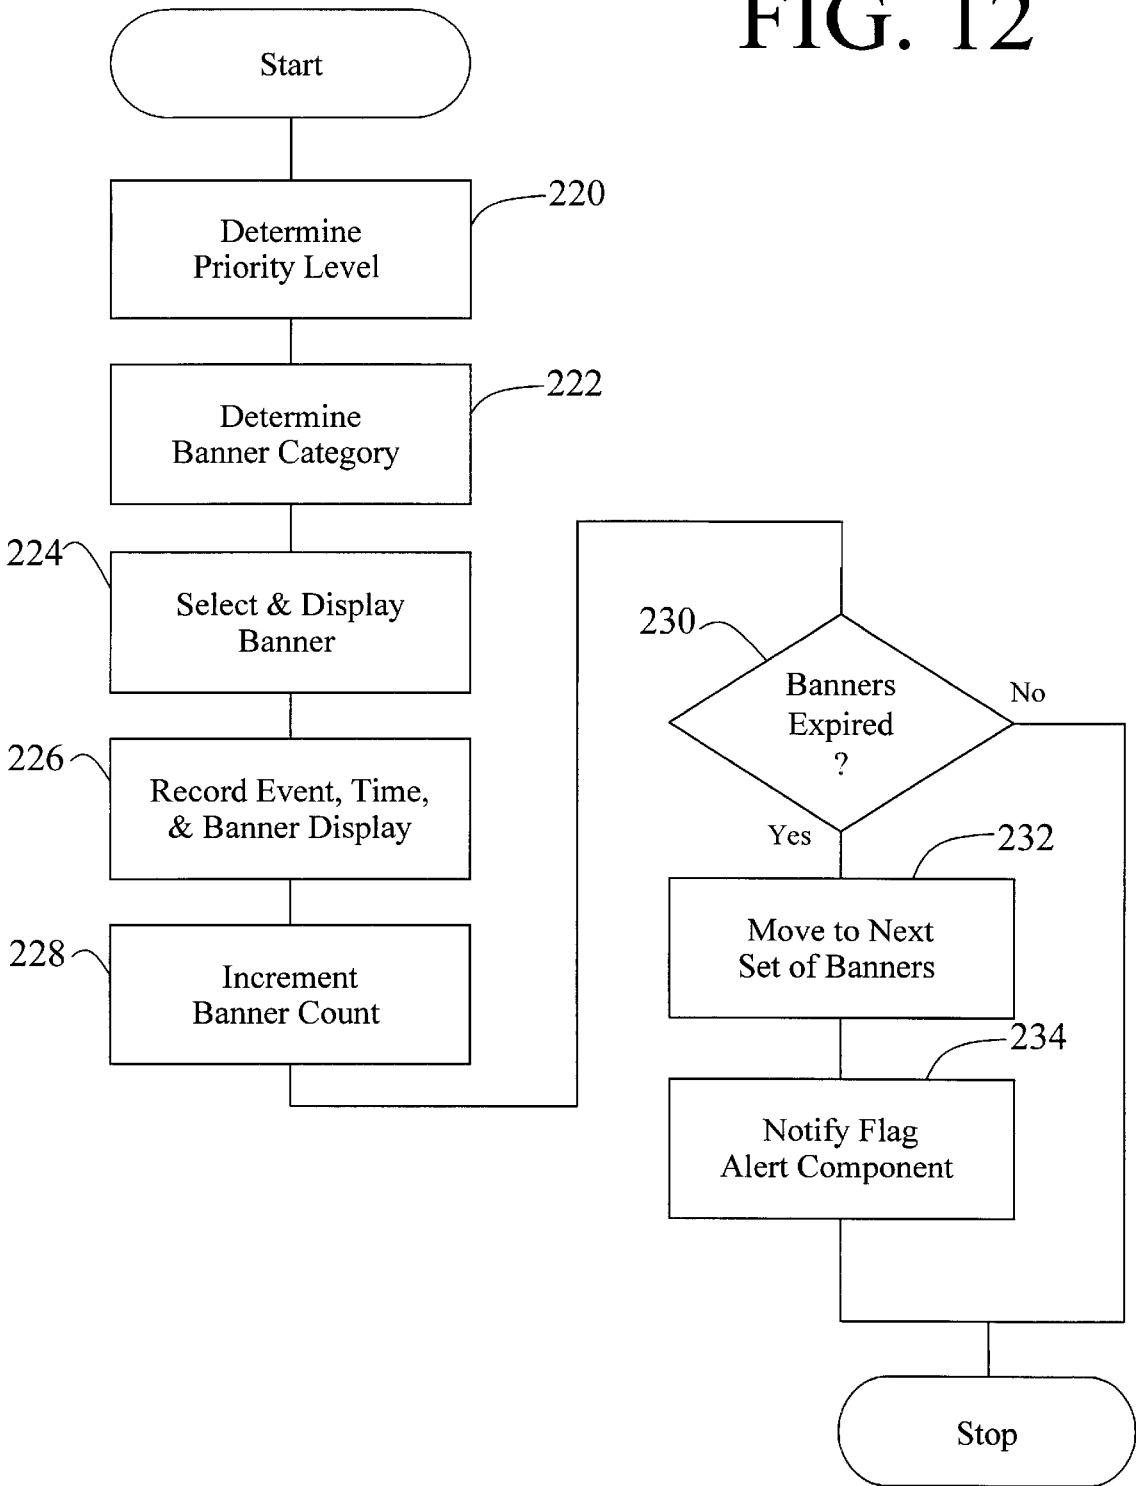 FIG. 12
Start
220
Determine
Priority Level
222
Determine
Banner Category
224
Select & Display
Banner
226
Record Event, Time,
& Banner Display
228
Increment
Banner Count
230
Banners
Expired
?
No
Yes
232
Move to Next
Set of Banners
234
Notify Flag
Alert Component
Stop